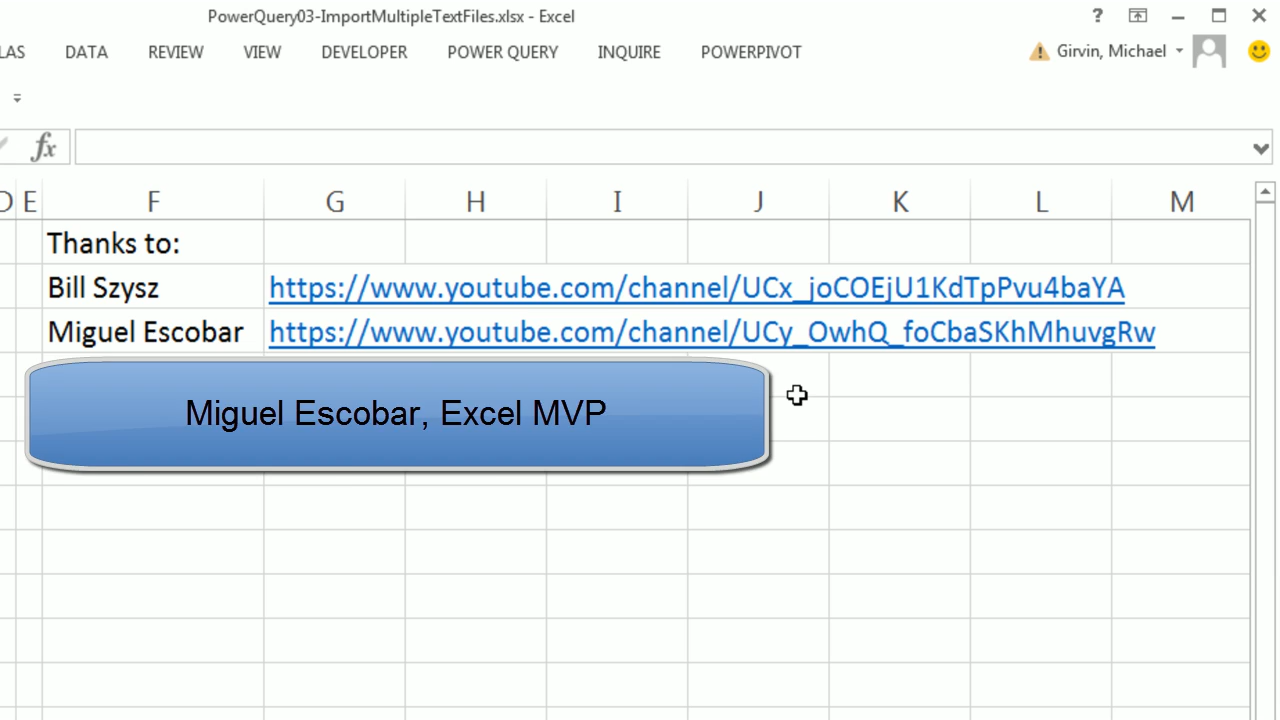 PowerQuery03-ImportMultipleTextFiles.xlsx - Excel
?
LAS DATA REVIEW VIEW DEVELOPER POWER QUERY INQUIRE POWERPIVOT Girvin, Michael
fx
D E F G H I J K L M
Thanks to:
Bill Szysz https://www.youtube.com/channel/UCx_joCOEjU1KdTpPvu4baYA
Miguel Escobar https://www.youtube.com/channel/UCy_OwhQ_foCbaSKhMhuvgRw
Miguel Escobar, Excel MVP